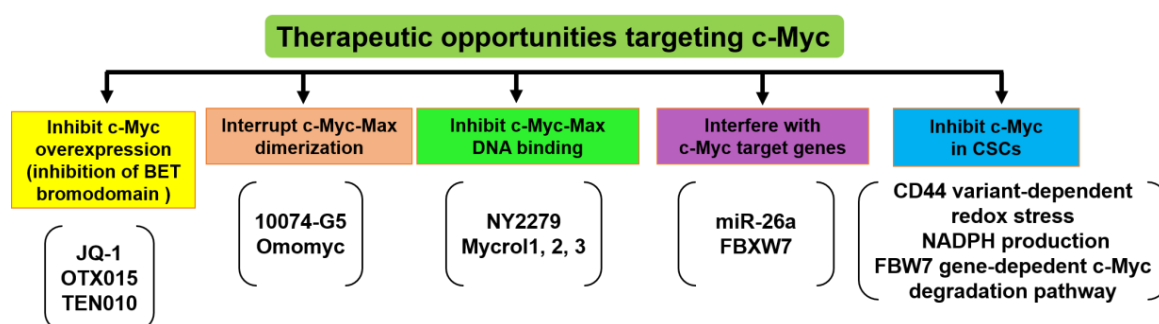 Therapeutic opportunities targeting c-Myc
Inhibit c-Myc
overexpression
(inhibition of BET
bromodomain )
JQ-1
OTX015
TEN010
Interrupt c-Myc-Max
dimerization
10074-G5
Omomyc
Inhibit c-Myc-Max
DNA binding
NY2279
Mycrol1, 2, 3
Interfere with
c-Myc target genes
miR-26a
FBXW7
Inhibit c-Myc
in CSCs
CD44 variant-dependent
redox stress
NADPH production
FBW7 gene-depedent c-Myc
degradation pathway